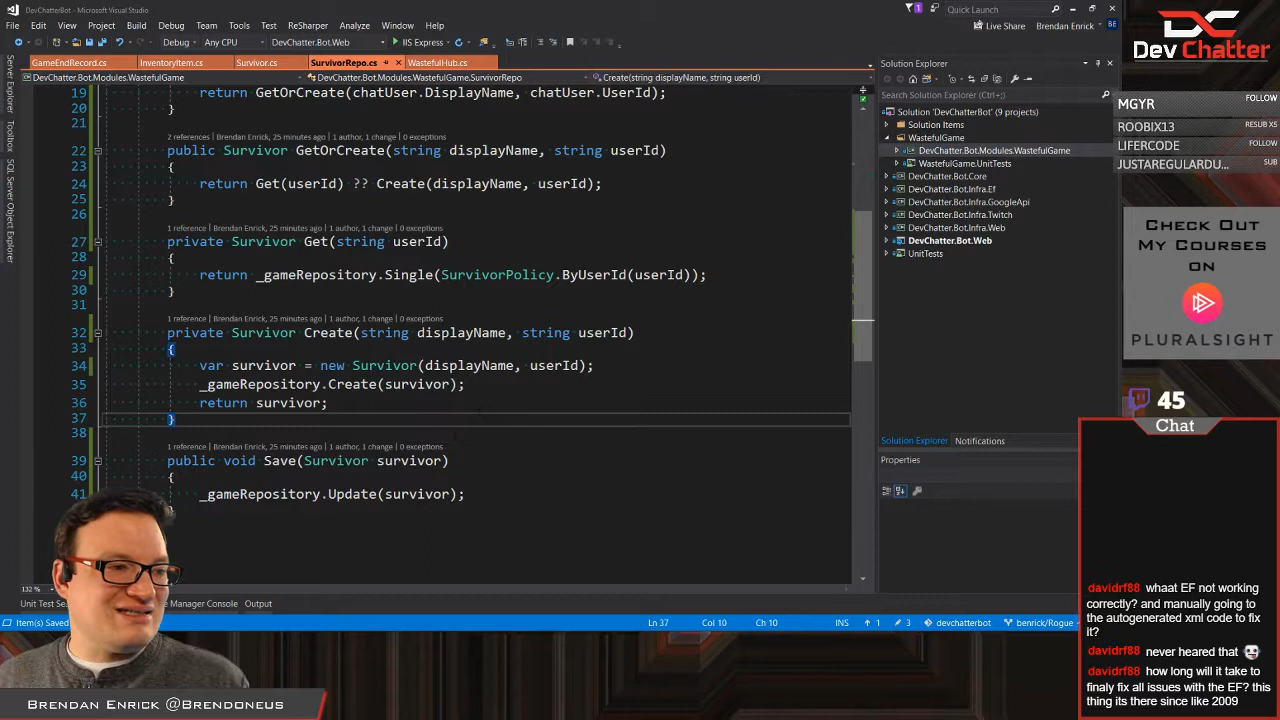 DevChatterBot - Microsoft Visual Studio
Quick Launch
File Edit View Project Build Debug Team Tools Test ReSharper Analyze Window Help
Live Share Brendan Enrick BE
Debug Any CPU DevChatter.Bot.Web IIS Express
GameEndRecord.cs InventoryItem.cs Survivor.cs SurvivorRepo.cs WastefulHub.cs
DevChatter.Bot.Modules.WastefulGame DevChatter.Bot.Modules.WastefulGame.SurvivorRepo Create(string displayName, string userId)
Server Explorer
Toolbox
SQL Server Object Explorer
19 return GetOrCreate(chatUser.DisplayName, chatUser.UserId);
20 }
21
2 references | Brendan Enrick, 25 minutes ago | 1 author, 1 change | 0 exceptions
22 public Survivor GetOrCreate(string displayName, string userId)
23 {
24 return Get(userId) ?? Create(displayName, userId);
25 }
26
1 reference | Brendan Enrick, 25 minutes ago | 1 author, 1 change | 0 exceptions
27 private Survivor Get(string userId)
28 {
29 return _gameRepository.Single(SurvivorPolicy.ByUserId(userId));
30 }
31
1 reference | Brendan Enrick, 25 minutes ago | 1 author, 1 change | 0 exceptions
32 private Survivor Create(string displayName, string userId)
33 {
34 var survivor = new Survivor(displayName, userId);
35 _gameRepository.Create(survivor);
36 return survivor;
37 }
38
1 reference | Brendan Enrick, 25 minutes ago | 1 author, 1 change | 0 exceptions
39 public void Save(Survivor survivor)
40 {
41 _gameRepository.Update(survivor);
}
132 %
Unit Test Se
e Manager Console Output
Item(s) Saved
Ln 37 Col 10 Ch 10 INS 1 3 devchatterbot benrick/Rogue
Solution Explorer
Search Solution Explorer (Ctrl+;)
Solution 'DevChatterBot' (9 projects)
Solution Items
WastefulGame
DevChatter.Bot.Modules.WastefulGame
WastefulGame.UnitTests
DevChatter.Bot.Core
DevChatter.Bot.Infra.Ef
DevChatter.Bot.Infra.GoogleApi
DevChatter.Bot.Infra.Twitch
DevChatter.Bot.Infra.Web
DevChatter.Bot.Web
UnitTests
Solution Explorer Notifications
Properties
Dev Chatter
MGYR FOLLOW
ROOBIX13 RESUB X5
LIFERCODE FOLLOW
JUSTAREGULARDU... SUB
CHECK OUT
MY COURSES
ON
PLURALSIGHT
45
Chat
davidrf88 whaat EF not working
correctly? and manually going to
the autogenerated xml code to fix
it?
davidrf88 never heared that
davidrf88 how long will it take to
finaly fix all issues with the EF? this
thing its there since like 2009
BRENDAN ENRICK @BRENDONEUS